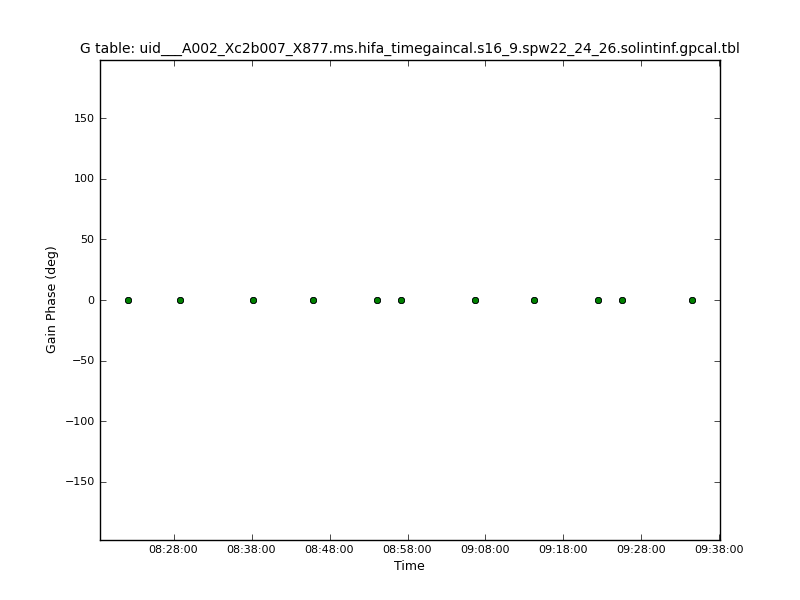 G table: uid___A002_Xc2b007_X877.ms.hifa_timegaincal.s16_9.spw22_24_26.solintinf.gpcal.tbl
150
100
50
0
−50
−100
−150
Gain Phase (deg)
08:28:00 08:38:00 08:48:00 08:58:00 09:08:00 09:18:00 09:28:00 09:38:00
Time